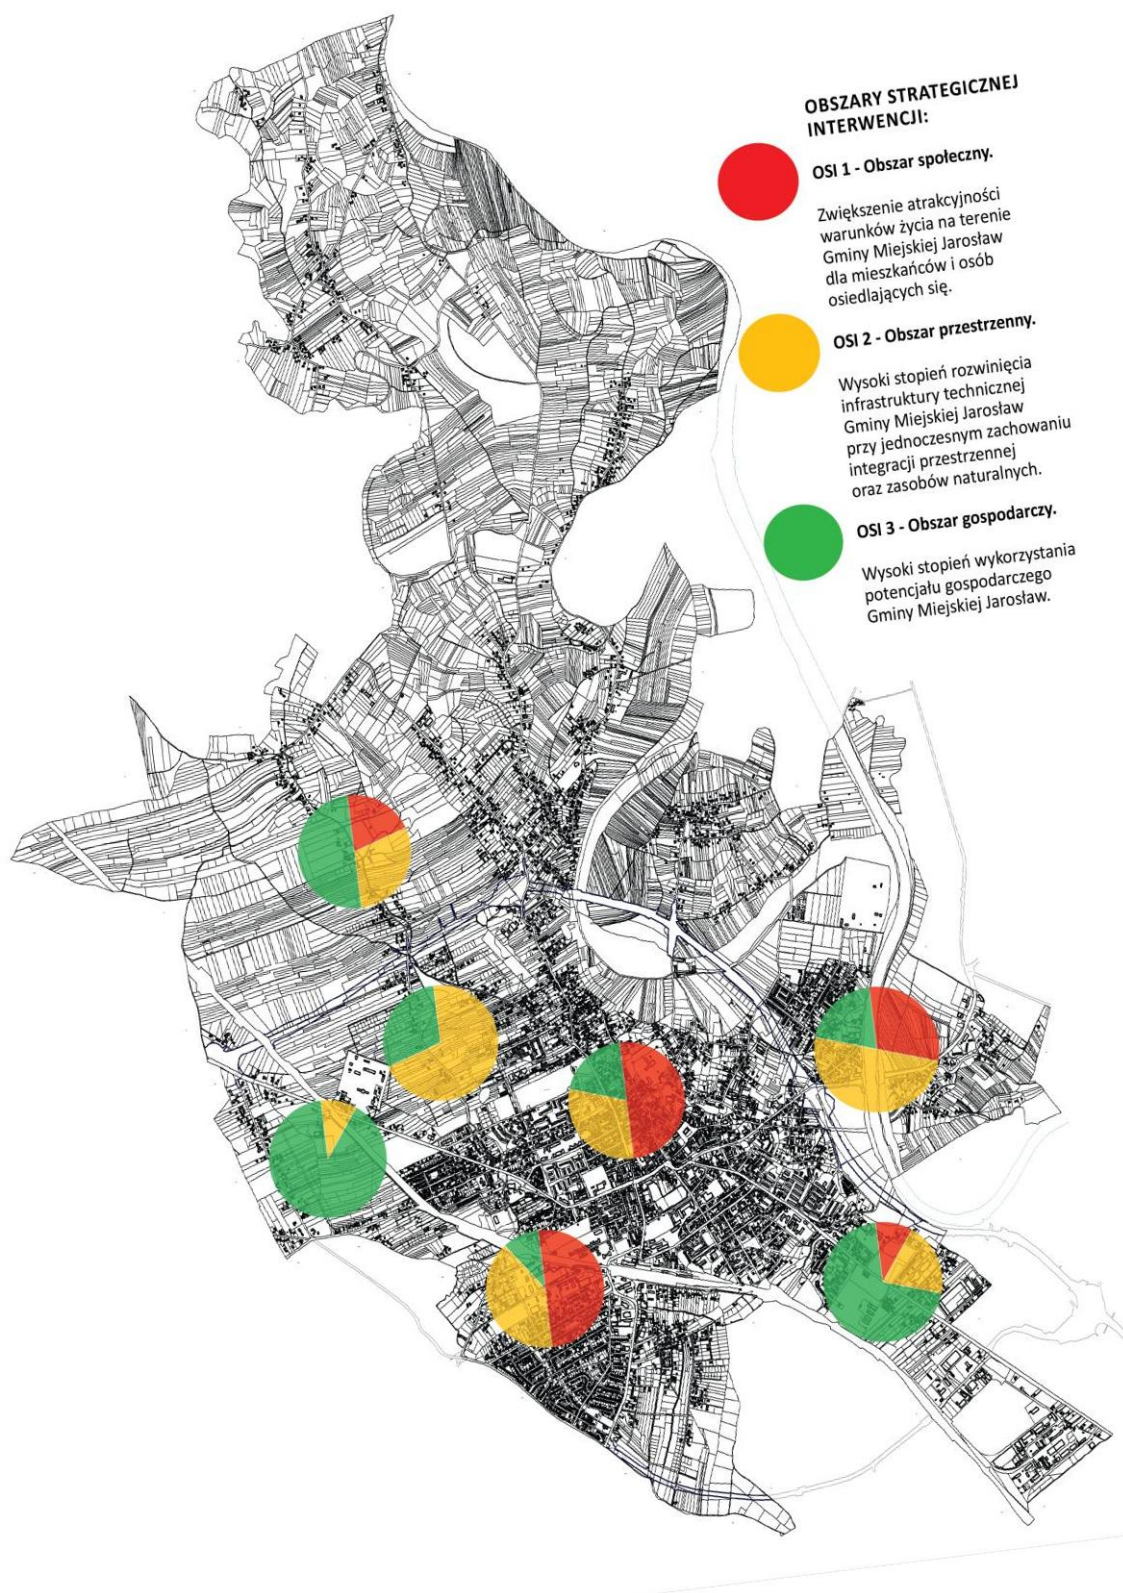 OBSZARY STRATEGICZNEJ
INTERWENCJI:
OSI 1 - Obszar społeczny.
Zwiększenie atrakcyjności
warunków życia na terenie
Gminy Miejskiej Jarosław
dla mieszkańców i osób
osiedlających się.
OSI 2 - Obszar przestrzenny.
Wysoki stopień rozwinięcia
infrastruktury technicznej
Gminy Miejskiej Jarosław
przy jednoczesnym zachowaniu
integracji przestrzennej
oraz zasobów naturalnych.
OSI 3 - Obszar gospodarczy.
Wysoki stopień wykorzystania
potencjału gospodarczego
Gminy Miejskiej Jarosław.